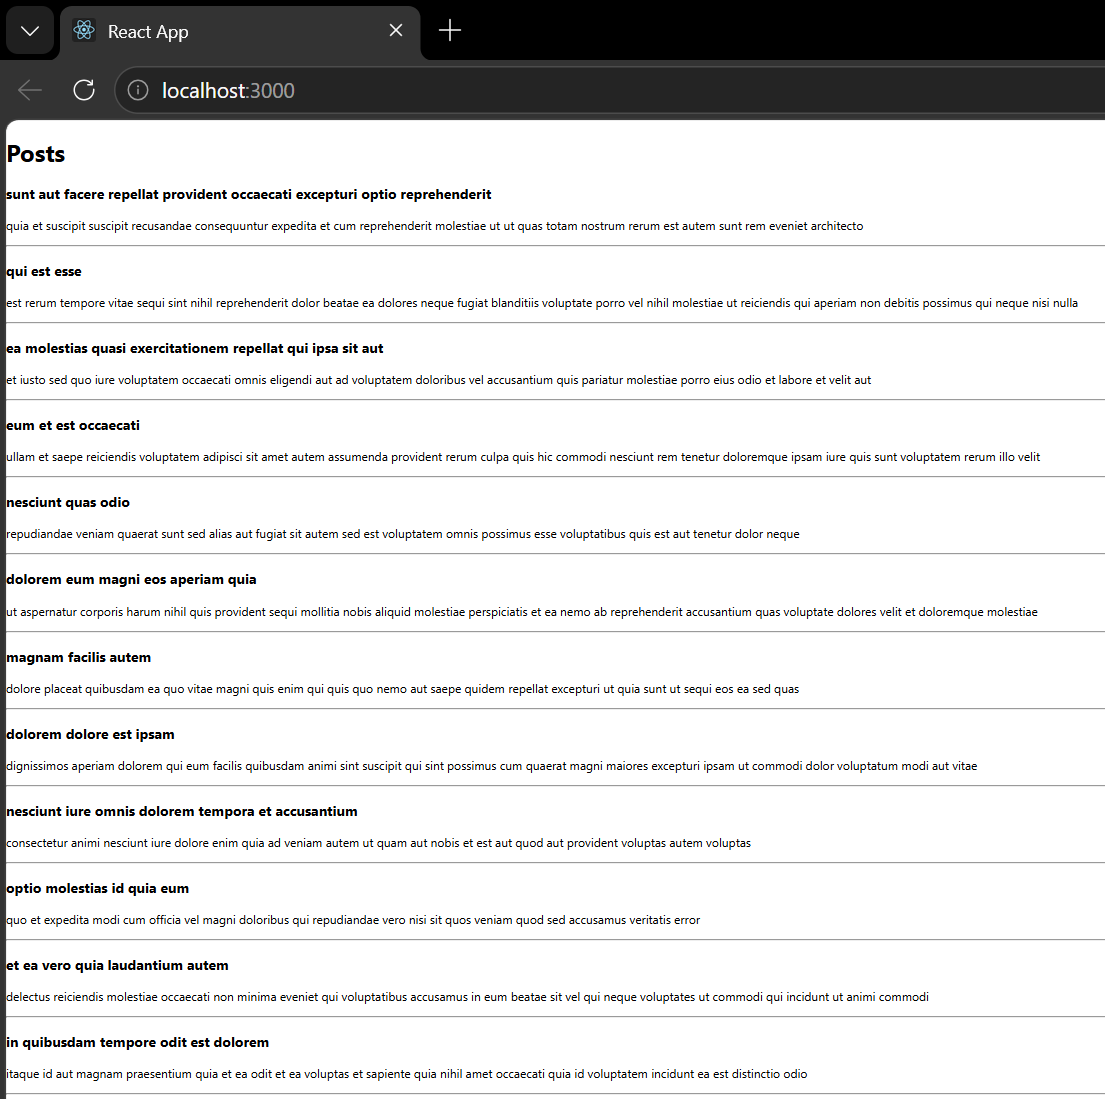 React App
localhost:3000
Posts
sunt aut facere repellat provident occaecati excepturi optio reprehenderit
quia et suscipit suscipit recusandae consequuntur expedita et cum reprehenderit molestiae ut ut quas totam nostrum rerum est autem sunt rem eveniet architecto
qui est esse
est rerum tempore vitae sequi sint nihil reprehenderit dolor beatae ea dolores neque fugiat blanditiis voluptate porro vel nihil molestiae ut reiciendis qui aperiam non debitis possimus qui neque nisi nulla
ea molestias quasi exercitationem repellat qui ipsa sit aut
et iusto sed quo iure voluptatem occaecati omnis eligendi aut ad voluptatem doloribus vel accusantium quis pariatur molestiae porro eius odio et labore et velit aut
eum et est occaecati
ullam et saepe reiciendis voluptatem adipisci sit amet autem assumenda provident rerum culpa quis hic commodi nesciunt rem tenetur doloremque ipsam iure quis sunt voluptatem rerum illo velit
nesciunt quas odio
repudiandae veniam quaerat sunt sed alias aut fugiat sit autem sed est voluptatem omnis possimus esse voluptatibus quis est aut tenetur dolor neque
dolorem eum magni eos aperiam quia
ut aspernatur corporis harum nihil quis provident sequi mollitia nobis aliquid molestiae perspiciatis et ea nemo ab reprehenderit accusantium quas voluptate dolores velit et doloremque molestiae
magnam facilis autem
dolore placeat quibusdam ea quo vitae magni quis enim qui quis quo nemo aut saepe quidem repellat excepturi ut quia sunt ut sequi eos ea sed quas
dolorem dolore est ipsam
dignissimos aperiam dolorem qui eum facilis quibusdam animi sint suscipit qui sint possimus cum quaerat magni maiores excepturi ipsam ut commodi dolor voluptatum modi aut vitae
nesciunt iure omnis dolorem tempora et accusantium
consectetur animi nesciunt iure dolore enim quia ad veniam autem ut quam aut nobis et est aut quod aut provident voluptas autem voluptas
optio molestias id quia eum
quo et expedita modi cum officia vel magni doloribus qui repudiandae vero nisi sit quos veniam quod sed accusamus veritatis error
et ea vero quia laudantium autem
delectus reiciendis molestiae occaecati non minima eveniet qui voluptatibus accusamus in eum beatae sit vel qui neque voluptates ut commodi qui incidunt ut animi commodi
in quibusdam tempore odit est dolorem
itaque id aut magnam praesentium quia et ea odit et ea voluptas et sapiente quia nihil amet occaecati quia id voluptatem incidunt ea est distinctio odio